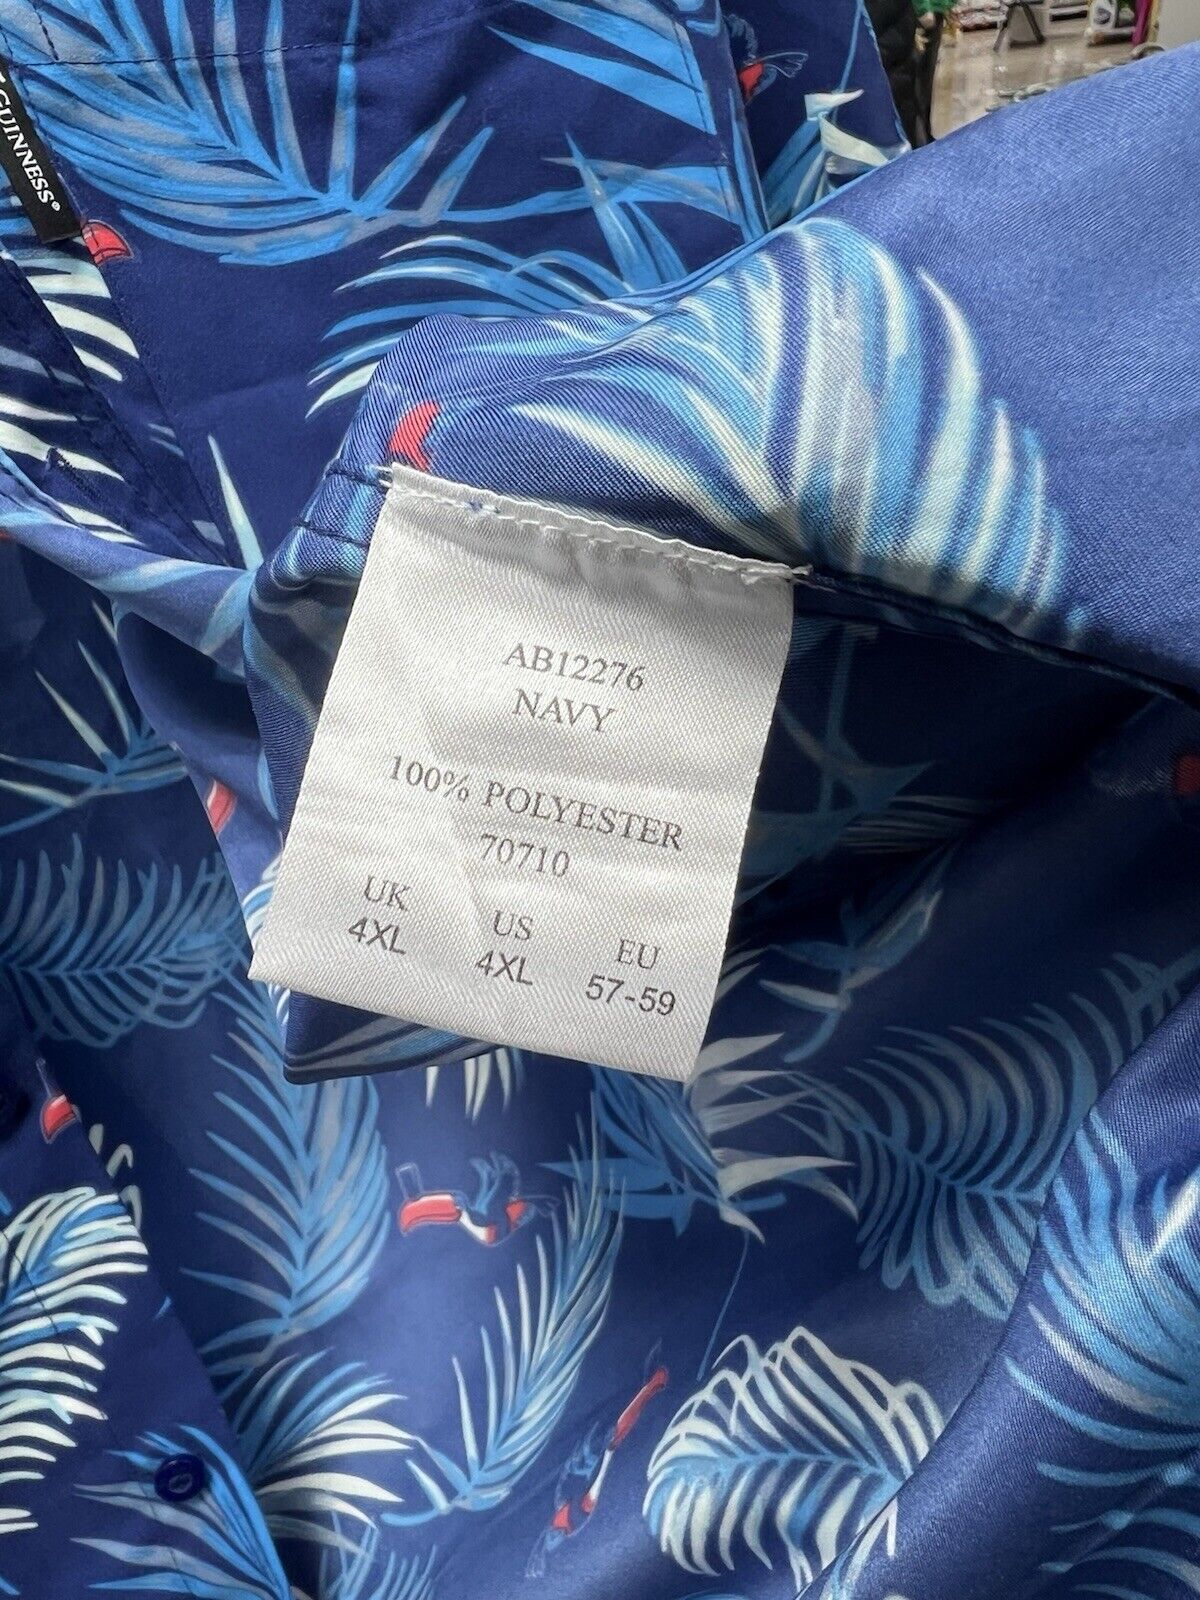 GUINNESS®
AB12276
NAVY
100% POLYESTER
70710
UK US EU
4XL 4XL 57-59